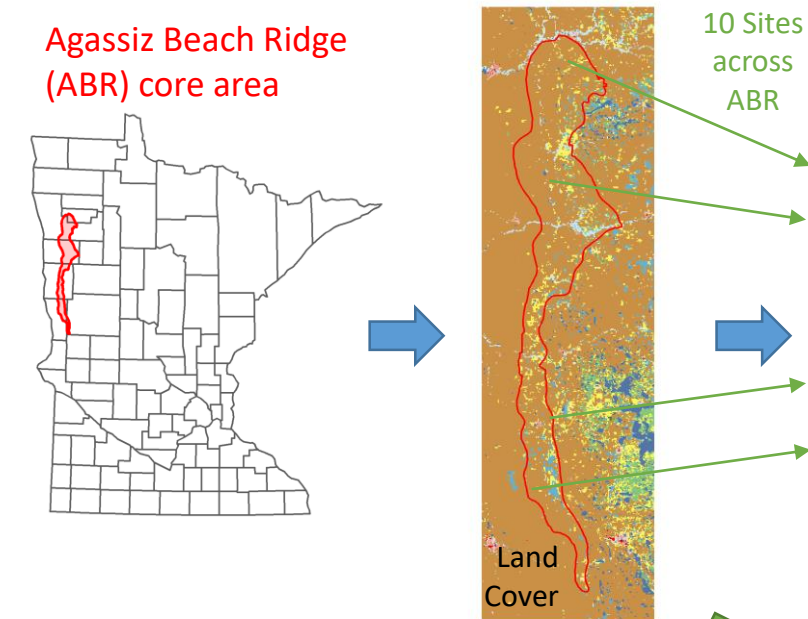 Agassiz Beach Ridge
(ABR) core area
10 Sites
across
ABR
Land
Cover